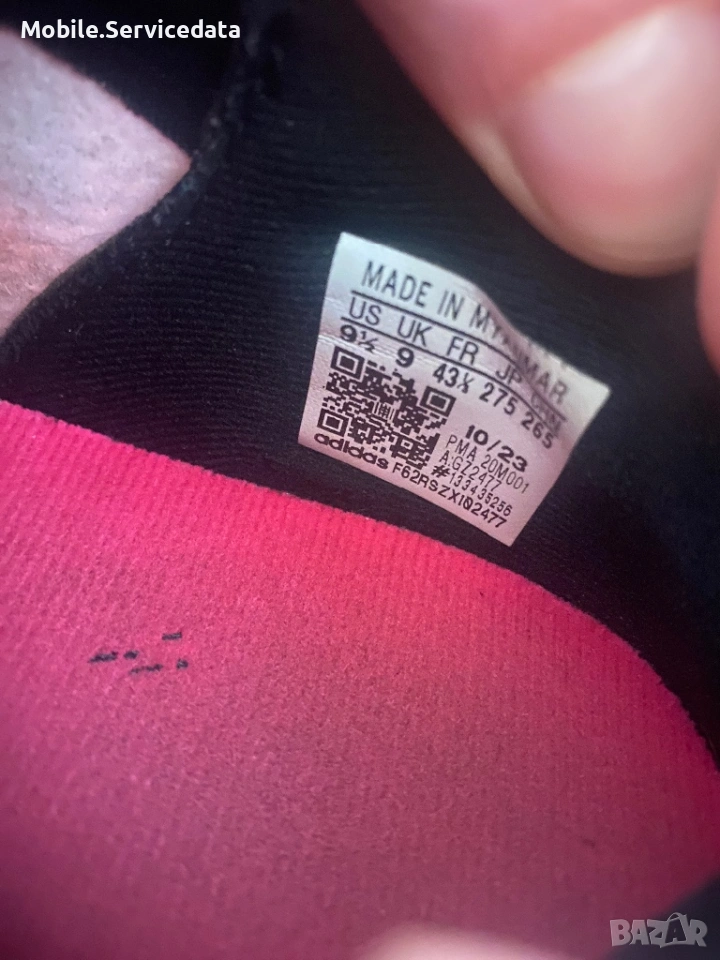 Mobile.Servicedata
MADE IN MYANMAR
US UK FR JP CHN
9½ 9 43⅓ 275 265
10/23
PMA 20M001
#133435256
adidas F62RSZXI02477
BAZAR